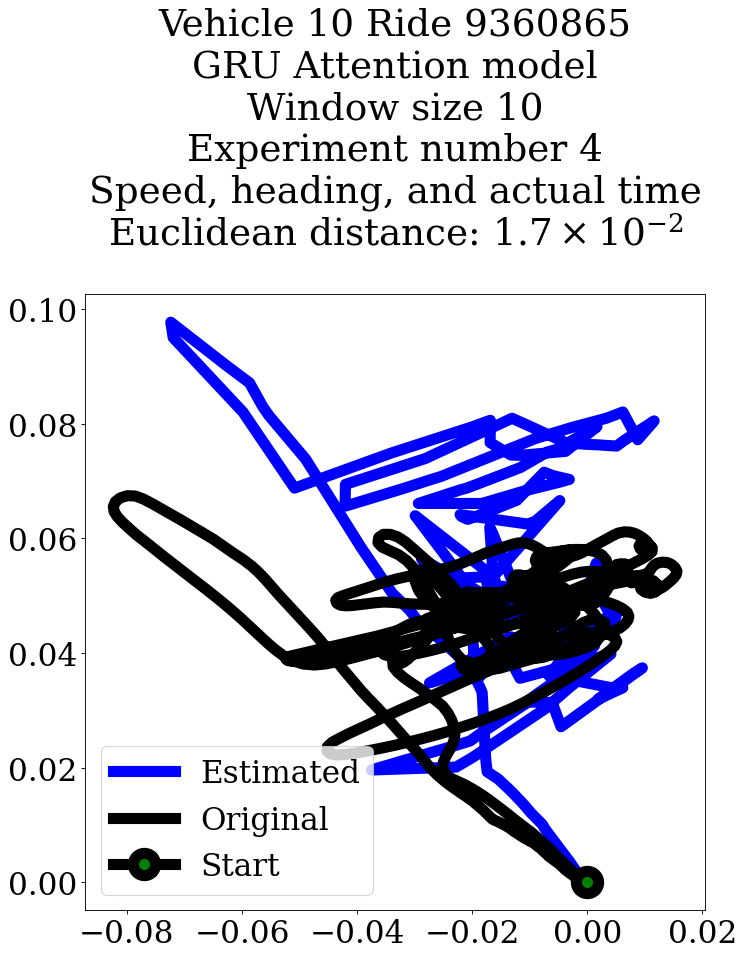 Vehicle 10 Ride 9360865
GRU Attention model
Window size 10
Experiment number 4
Speed, heading, and actual time
Euclidean distance: 1.7 × 10⁻²
0.10
0.08
0.06
0.04
0.02
0.00
Estimated
Original
Start
−0.08 −0.06 −0.04 −0.02 0.00 0.02